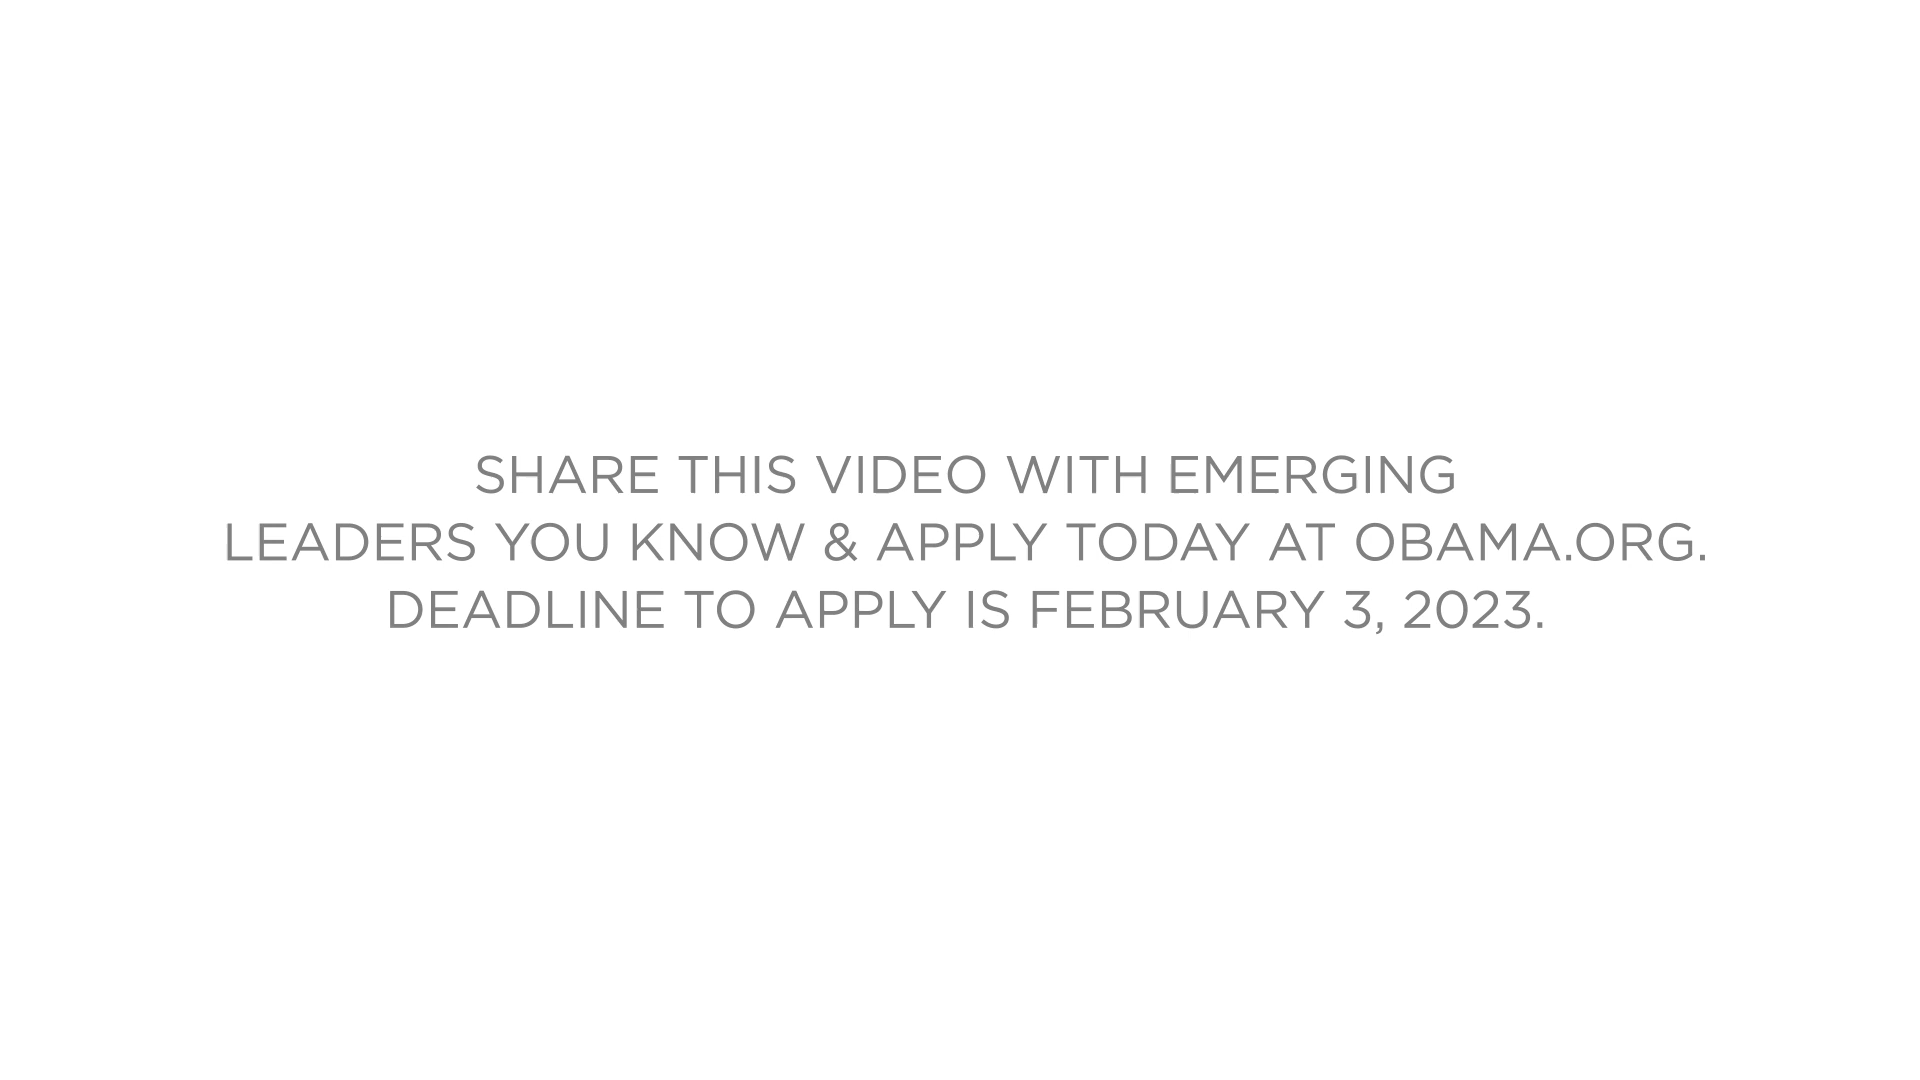 SHARE THIS VIDEO WITH EMERGING
LEADERS YOU KNOW & APPLY TODAY AT OBAMA.ORG.
DEADLINE TO APPLY IS FEBRUARY 3, 2023.